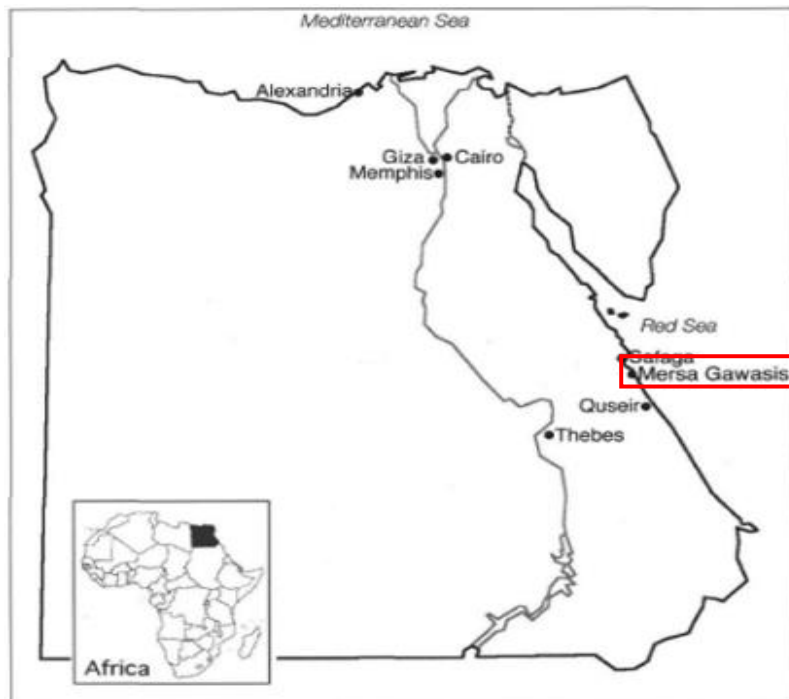 Mediterranean Sea
Alexandria
Giza
Cairo
Memphis
Red Sea
Safaga
Mersa Gawasis
Quseir
Thebes
Africa